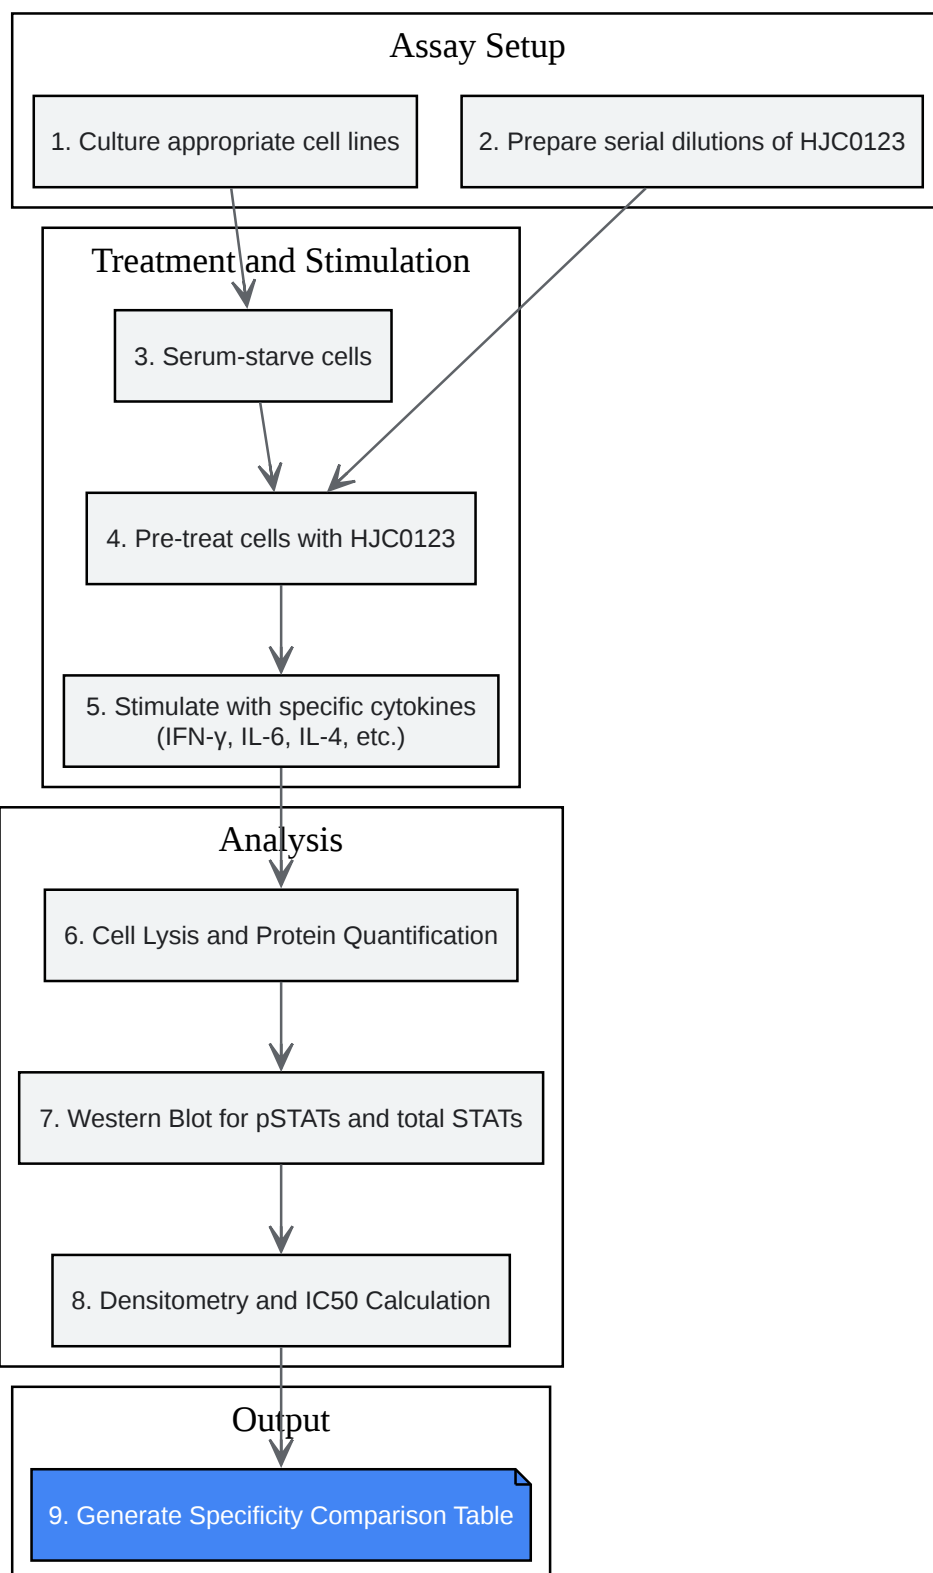 Assay Setup
1. Culture appropriate cell lines
2. Prepare serial dilutions of HJC0123
Treatment and Stimulation
3. Serum-starve cells
4. Pre-treat cells with HJC0123
5. Stimulate with specific cytokines
(IFN-γ, IL-6, IL-4, etc.)
Analysis
6. Cell Lysis and Protein Quantification
7. Western Blot for pSTATs and total STATs
8. Densitometry and IC50 Calculation
Output
9. Generate Specificity Comparison Table